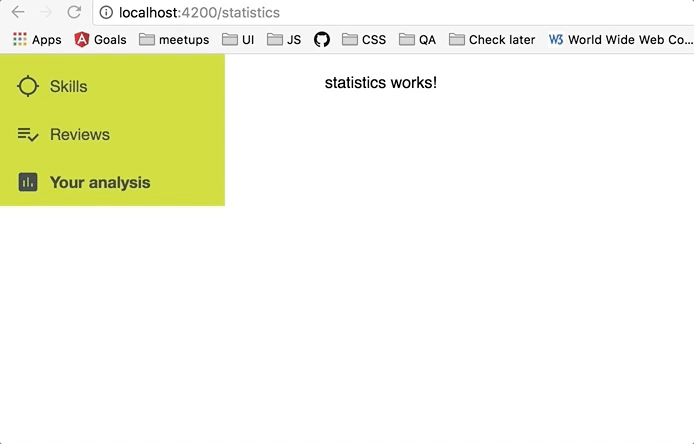 localhost:4200/statistics
Apps Goals meetups UI JS CSS QA Check later W3 World Wide Web Co...
Skills
statistics works!
Reviews
Your analysis